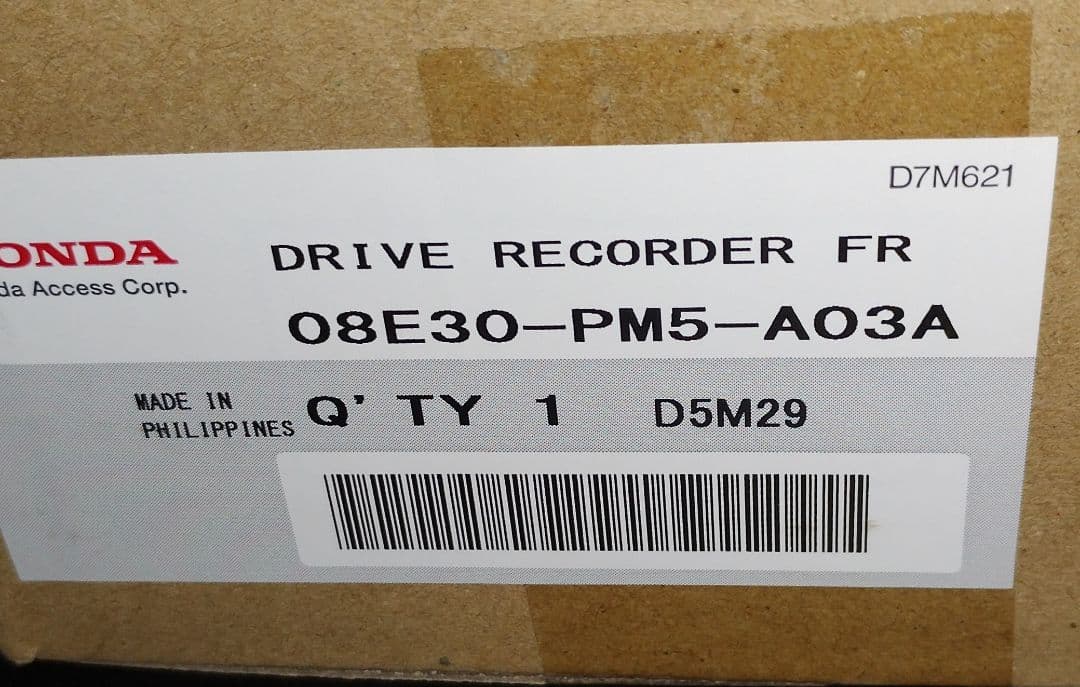 D7M621
ONDA
da Access Corp.
DRIVE RECORDER FR
08E30-PM5-A03A
MADE IN
PHILIPPINES
Q' TY 1 D5M29